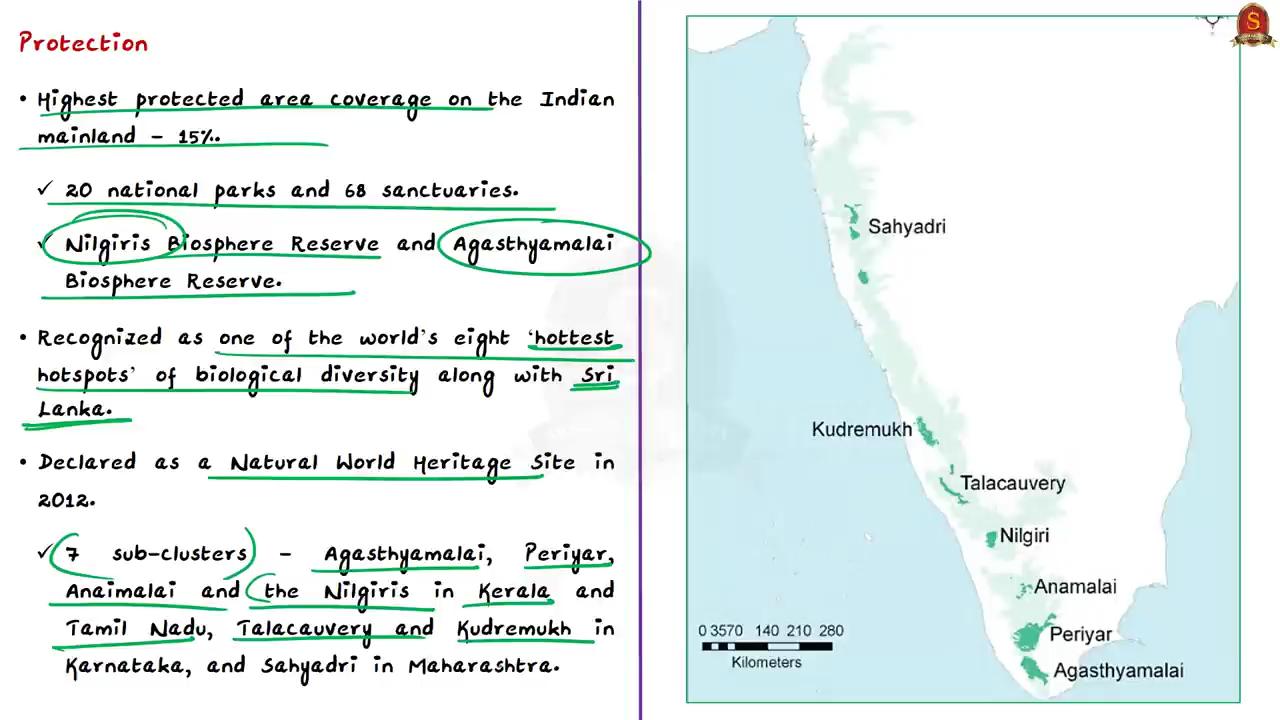 Protection
• Highest protected area coverage on the Indian
mainland - 15%.
✓ 20 national parks and 68 sanctuaries.
✓ Nilgiris Biosphere Reserve and Agasthyamalai
Biosphere Reserve.
• Recognized as one of the world's eight 'hottest
hotspots' of biological diversity along with Sri
Lanka.
• Declared as a Natural World Heritage Site in
2012.
✓ 7 sub-clusters - Agasthyamalai, Periyar,
Anaimalai and the Nilgiris in Kerala and
Tamil Nadu, Talacauvery and Kudremukh in
Karnataka, and Sahyadri in Maharashtra.
Sahyadri
Kudremukh
Talacauvery
Nilgiri
Anamalai
Periyar
Agasthyamalai
0 3570 140 210 280
Kilometers
S